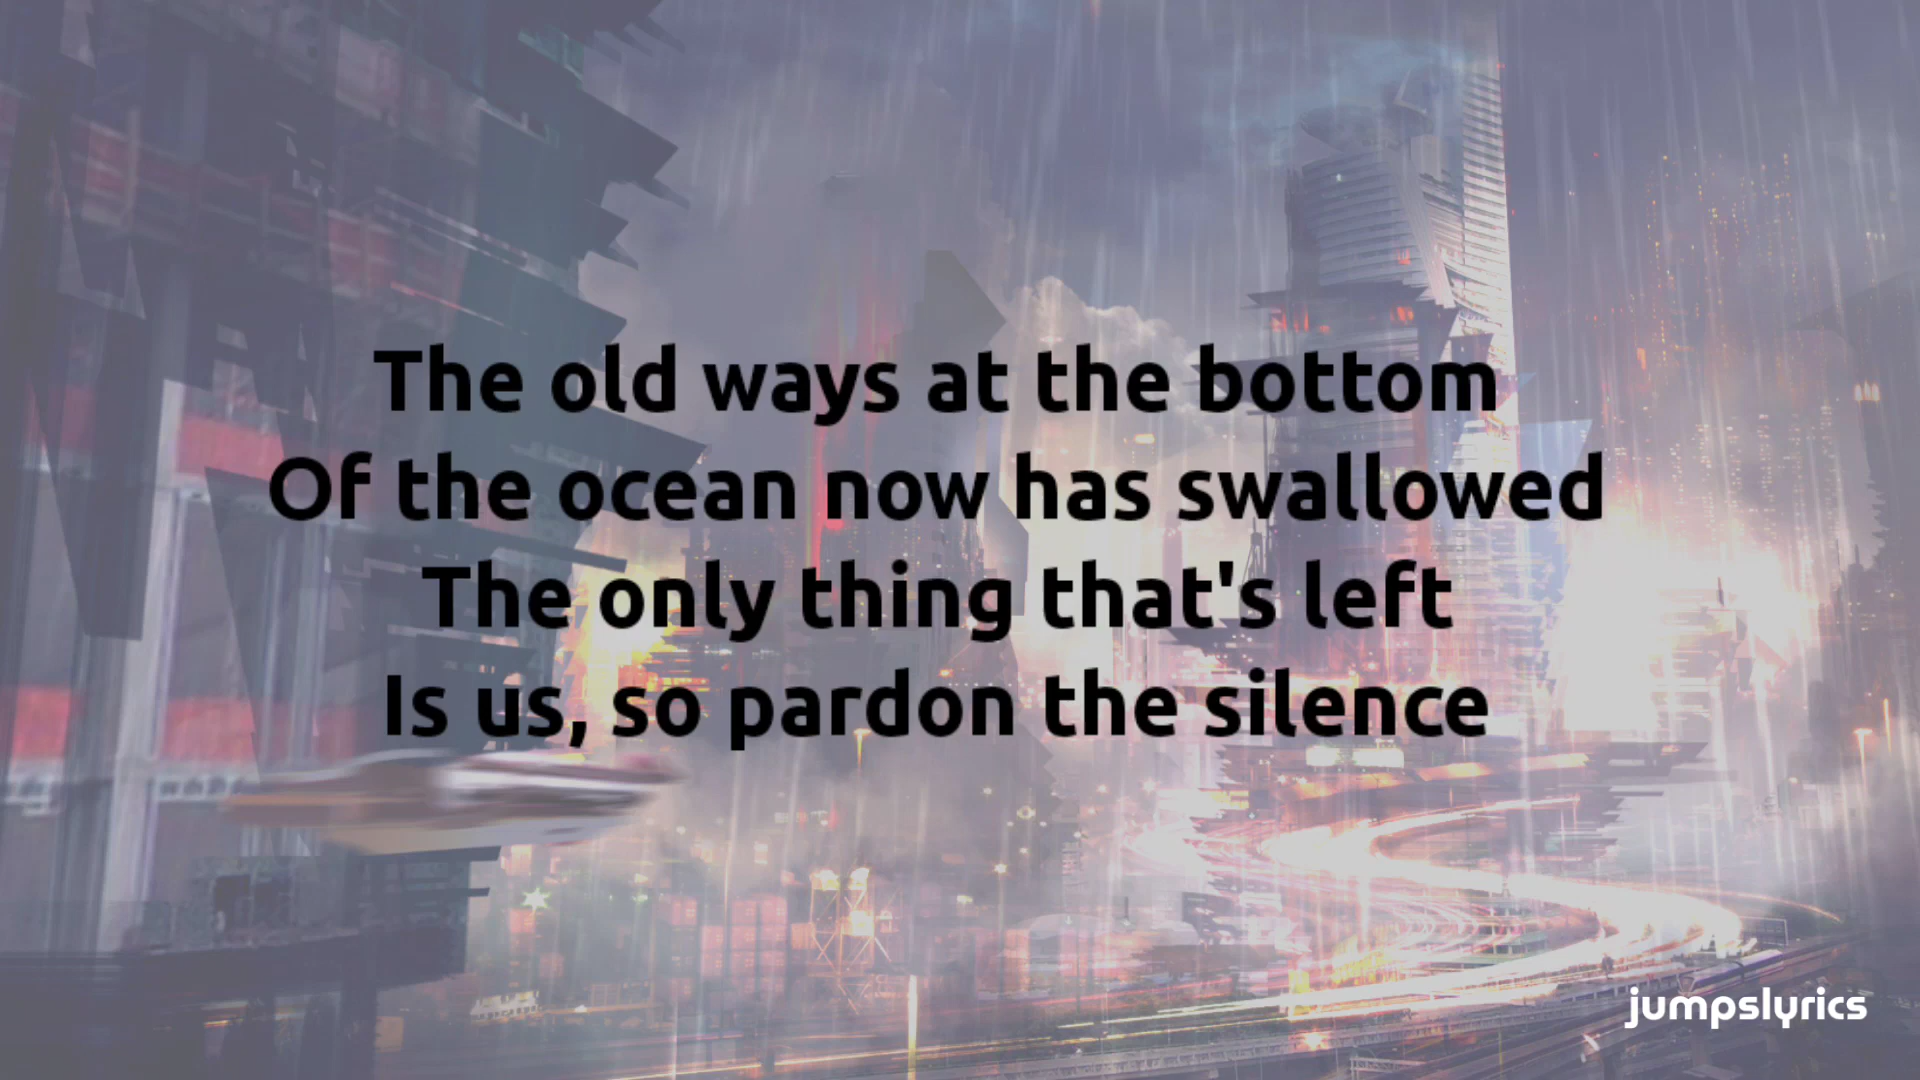 The old ways at the bottom
Of the ocean now has swallowed
The only thing that's left
Is us, so pardon the silence
jumpslyrics